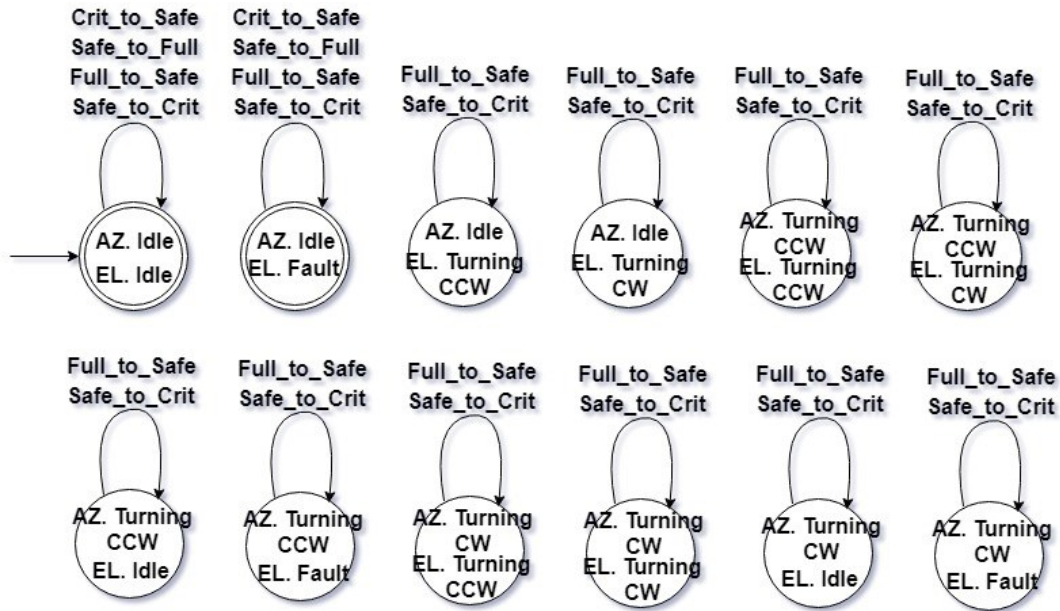 Crit_to_Safe
Safe_to_Full
Full_to_Safe
Safe_to_Crit
AZ. Idle
EL. Idle
Crit_to_Safe
Safe_to_Full
Full_to_Safe
Safe_to_Crit
AZ. Idle
EL. Fault
Full_to_Safe
Safe_to_Crit
AZ. Idle
EL. Turning
CCW
Full_to_Safe
Safe_to_Crit
AZ. Idle
EL. Turning
CW
Full_to_Safe
Safe_to_Crit
AZ. Turning
CCW
EL. Turning
CCW
Full_to_Safe
Safe_to_Crit
AZ. Turning
CCW
EL. Turning
CW
Full_to_Safe
Safe_to_Crit
AZ. Turning
CCW
EL. Idle
Full_to_Safe
Safe_to_Crit
AZ. Turning
CCW
EL. Fault
Full_to_Safe
Safe_to_Crit
AZ. Turning
CW
EL. Turning
CCW
Full_to_Safe
Safe_to_Crit
AZ. Turning
CW
EL. Turning
CW
Full_to_Safe
Safe_to_Crit
AZ. Turning
CW
EL. Idle
Full_to_Safe
Safe_to_Crit
AZ. Turning
CW
EL. Fault